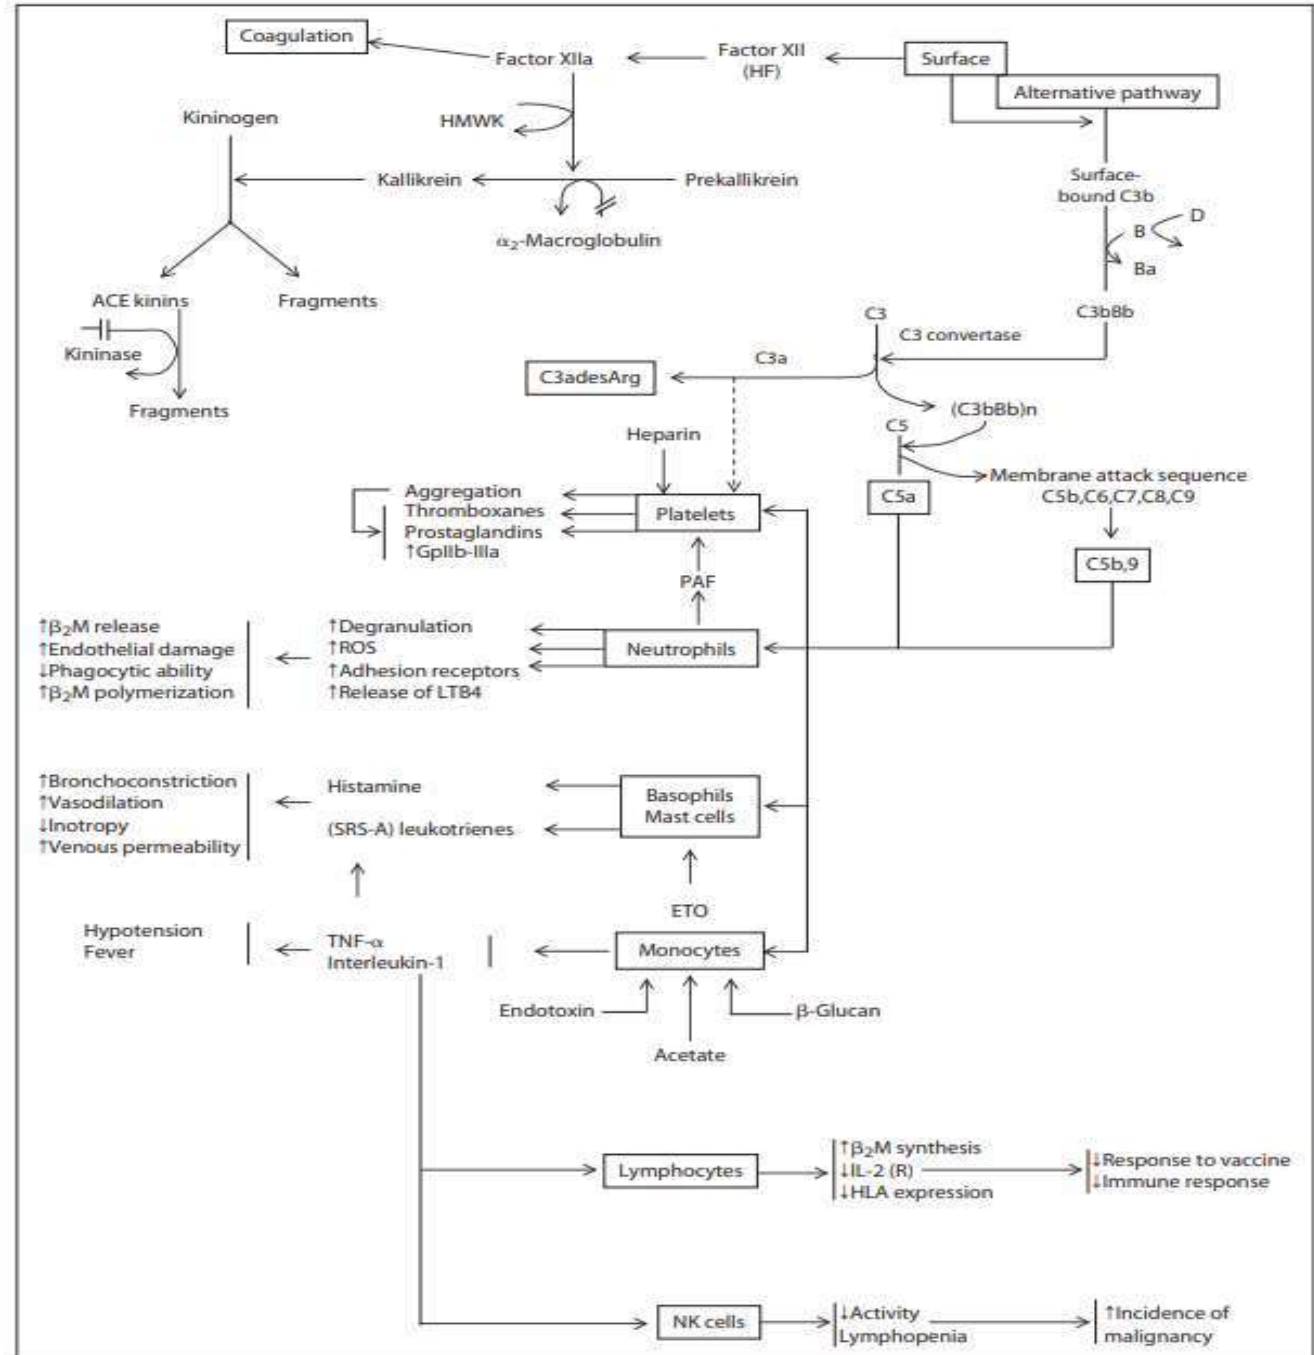 Coagulation
Factor XIIa
Factor XII
(HF)
Surface
Alternative pathway
Kininogen
HMWK
Kallikrein
Prekallikrein
α₂-Macroglobulin
Surface-
bound C3b
B
D
Ba
C3bBb
ACE kinins
Fragments
Kininase
Fragments
C3
C3 convertase
C3a
C3adesArg
(C3bBb)n
C5
Heparin
Membrane attack sequence
C5b,C6,C7,C8,C9
C5a
C5b,9
Aggregation
Thromboxanes
Prostaglandins
↑GpIIb-IIIa
Platelets
PAF
↑β₂M release
↑Endothelial damage
↓Phagocytic ability
↑β₂M polymerization
↑Degranulation
↑ROS
↑Adhesion receptors
↑Release of LTB4
Neutrophils
↑Bronchoconstriction
↑Vasodilation
↓Inotropy
↑Venous permeability
Histamine
(SRS-A) leukotrienes
Basophils
Mast cells
ETO
Hypotension
Fever
TNF-α
Interleukin-1
Monocytes
Endotoxin
β-Glucan
Acetate
Lymphocytes
↑β₂M synthesis
↓IL-2 (R)
↓HLA expression
↓Response to vaccine
↓Immune response
NK cells
↓Activity
Lymphopenia
↑Incidence of
malignancy